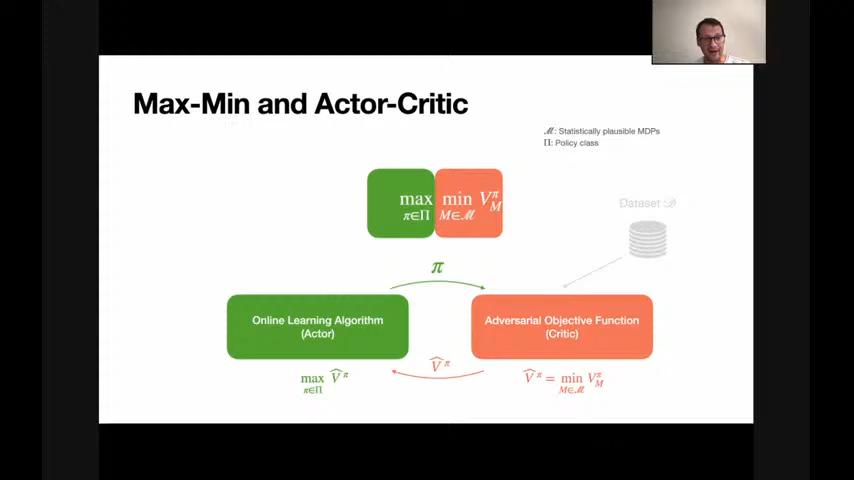 Max-Min and Actor-Critic
ℳ: Statistically plausible MDPs
Π: Policy class
max min V^π_M
π∈Π M∈ℳ
Dataset 𝒟
π
Online Learning Algorithm
(Actor)
Adversarial Objective Function
(Critic)
V̂^π
max V̂^π
π∈Π
V̂^π = min V^π_M
M∈ℳ